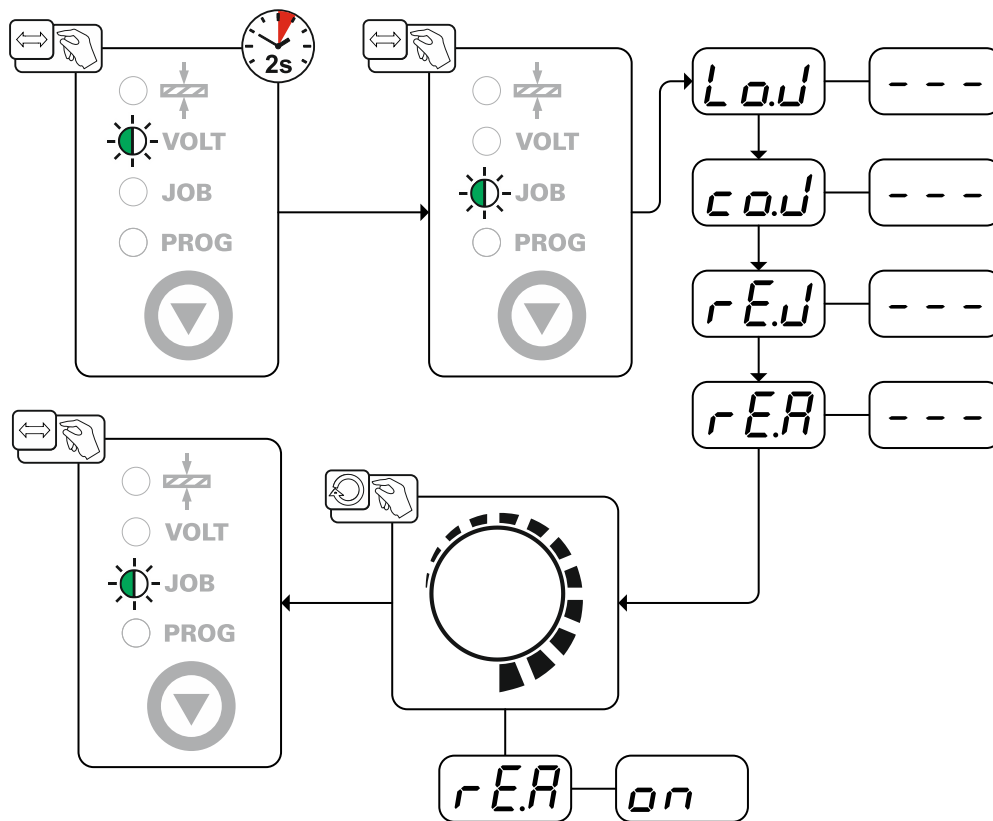 2s
VOLT
JOB
PROG
VOLT
JOB
PROG
Lo.J - - -
co.J - - -
rE.J - - -
rE.A - - -
VOLT
JOB
PROG
rE.A on